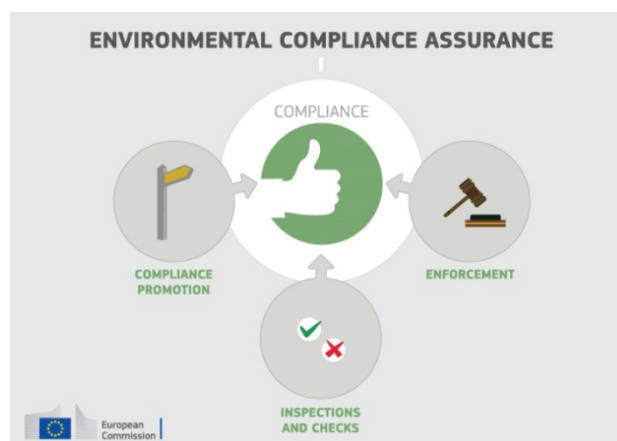 ENVIRONMENTAL COMPLIANCE ASSURANCE
COMPLIANCE
COMPLIANCE
PROMOTION
ENFORCEMENT
INSPECTIONS
AND CHECKS
European
Commission